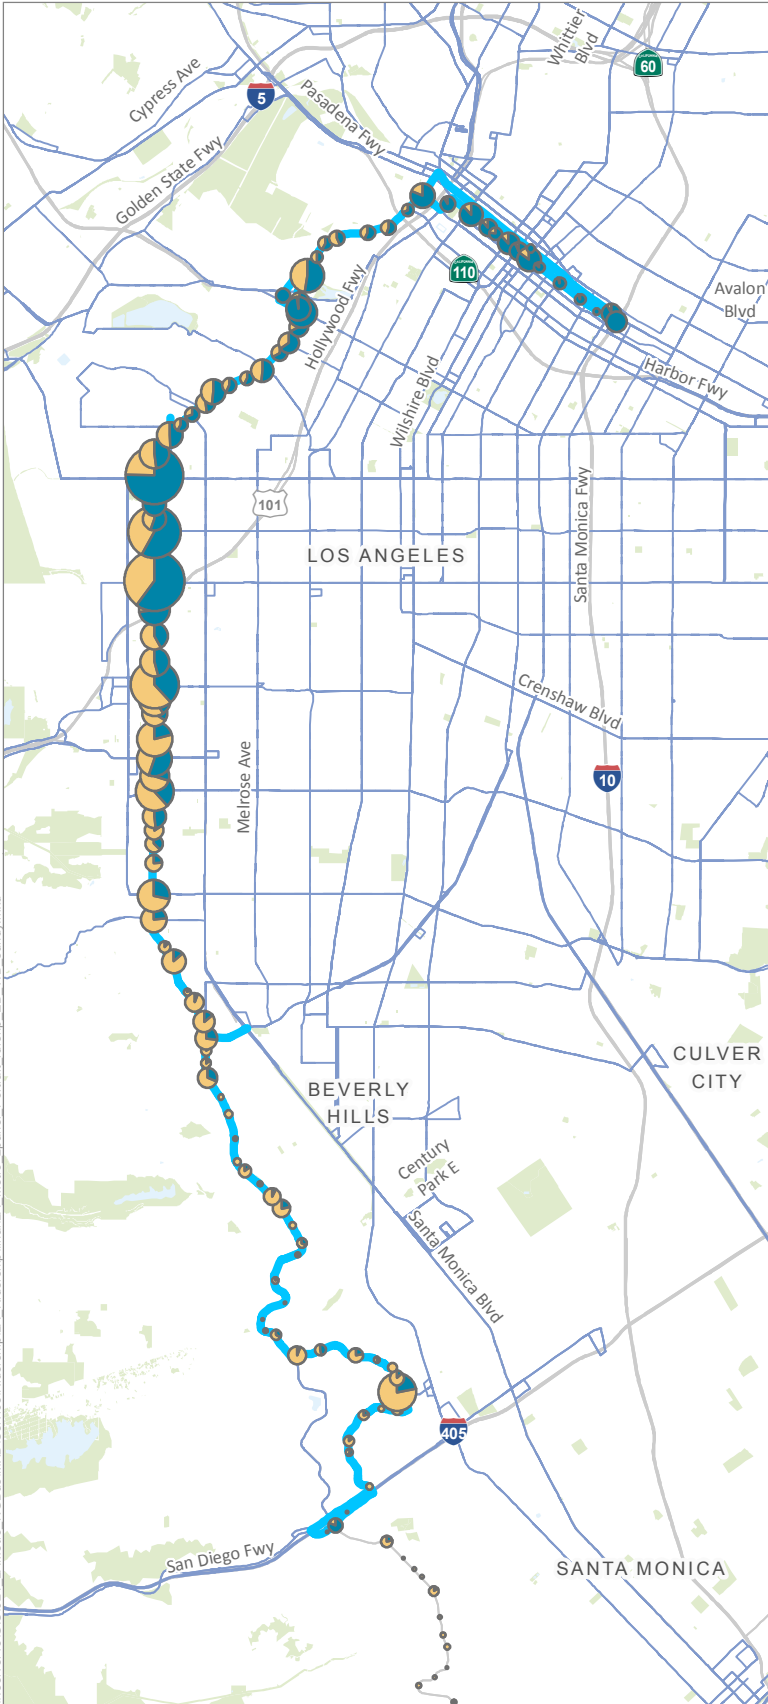 Whittier
Blvd
CALIFORNIA
60
Cypress Ave
5
Pasadena Fwy
Golden State Fwy
CALIFORNIA
110
Avalon
Blvd
Hollywood Fwy
Harbor Fwy
Wilshire Blvd
101
Santa Monica Fwy
LOS ANGELES
Crenshaw Blvd
Melrose Ave
10
CULVER
CITY
BEVERLY
HILLS
Century
Park E
Santa Monica Blvd
405
San Diego Fwy
SANTA MONICA